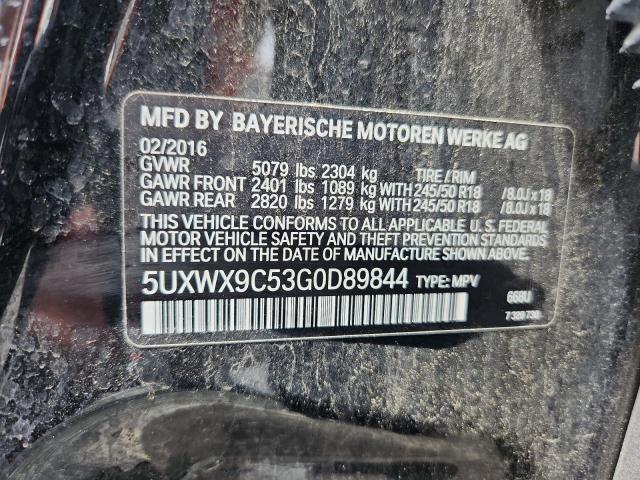 MFD BY BAYERISCHE MOTOREN WERKE AG
02/2016
GVWR 5079 lbs 2304 kg TIRE/RIM
GAWR FRONT 2401 lbs 1089 kg WITH 245/50 R18 /8.0J x 18
GAWR REAR 2820 lbs 1279 kg WITH 245/50 R18 /8.0J x 18
THIS VEHICLE CONFORMS TO ALL APPLICABLE U. S. FEDERAL
MOTOR VEHICLE SAFETY AND THEFT PREVENTION STANDARDS
IN EFFECT ON THE DATE OF MANUFACTURE SHOWN ABOVE.
5UXWX9C53G0D89844 TYPE: MPV
668U